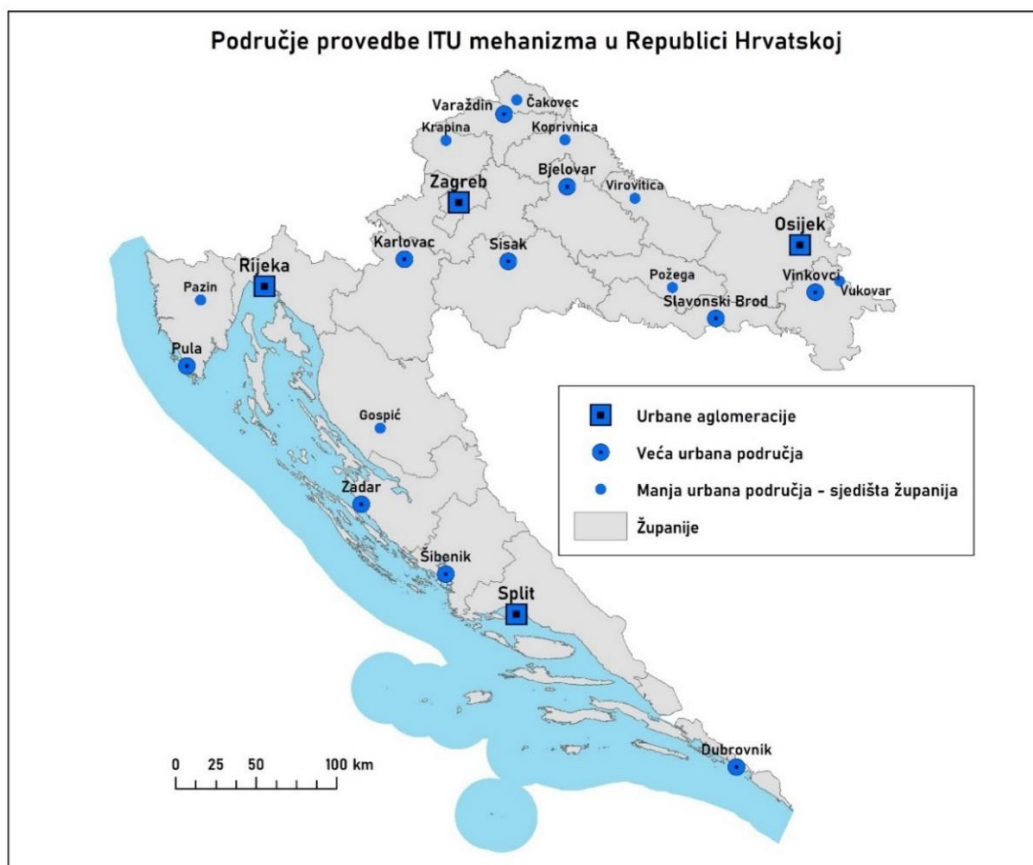 Područje provedbe ITU mehanizma u Republici Hrvatskoj
Čakovec
Varaždin
Krapina
Koprivnica
Bjelovar
Zagreb
Virovitica
Osijek
Karlovac
Sisak
Rijeka
Požega
Vinkovci
Pazin
Slavonski Brod
Vukovar
Pula
Gospić
Zadar
Šibenik
Split
Dubrovnik
Urbane aglomeracije
Veća urbana područja
Manja urbana područja - sjedišta županija
Županije
0 25 50 100 km